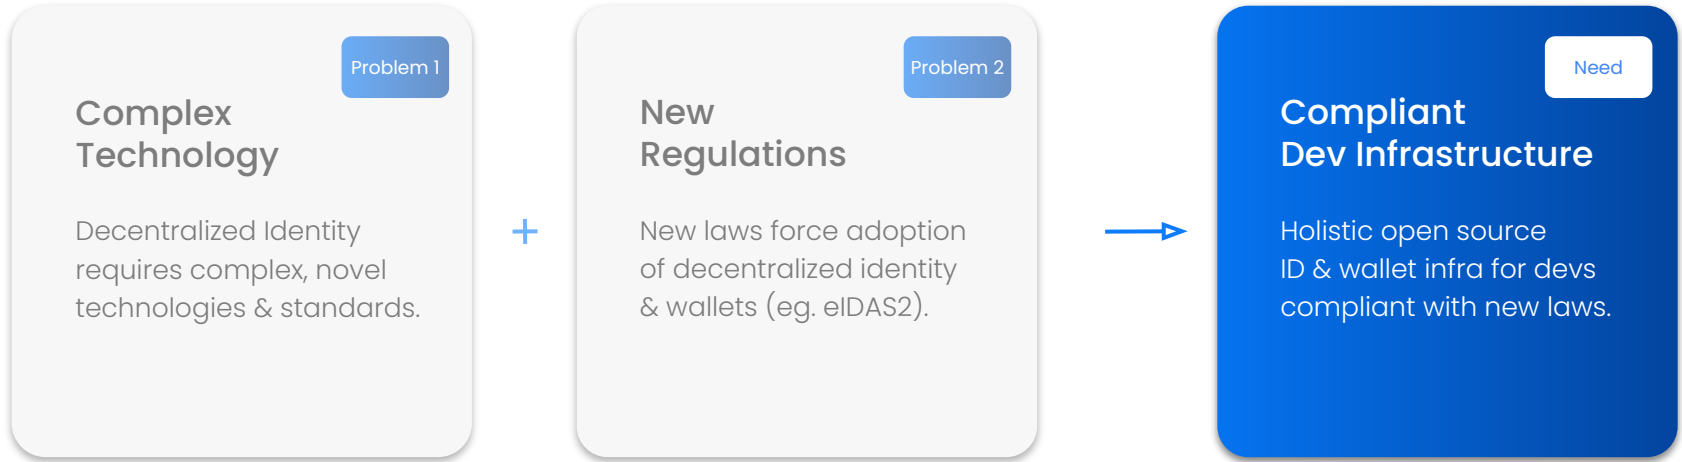 Problem 1
Complex
Technology
Decentralized Identity
requires complex, novel
technologies & standards.
+
Problem 2
New
Regulations
New laws force adoption
of decentralized identity
& wallets (eg. eIDAS2).
Need
Compliant
Dev Infrastructure
Holistic open source
ID & wallet infra for devs
compliant with new laws.